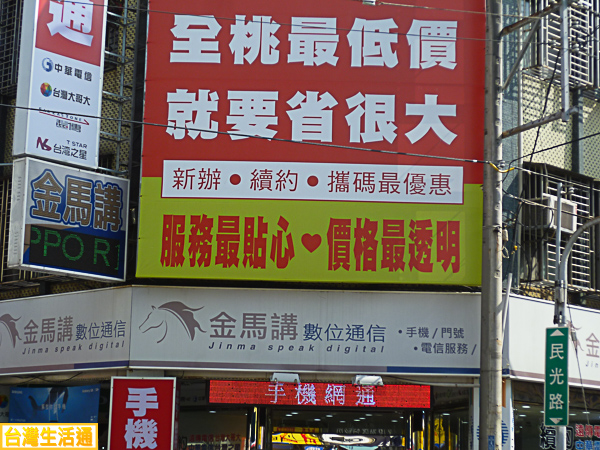 通
中華電信
台灣大哥大
T STAR
台灣之星
金馬講
OPPO R1
全桃最低價
就要省很大
新辦•續約•攜碼最優惠
服務最貼心♥價格最透明
金馬講 數位通信
Jinma speak digital
金馬講 數位通信
Jinma speak digital
•手機/門號
•電信服務/
民光路
手機網通
手機
台灣生活通